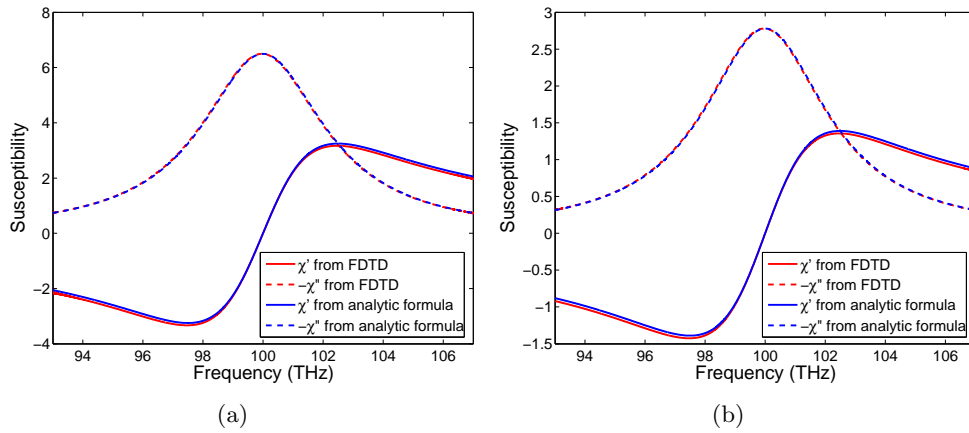 8
6
4
2
0
−2
−4
94 96 98 100 102 104 106
Susceptibility
Frequency (THz)
χ’ from FDTD
−χ" from FDTD
χ’ from analytic formula
−χ" from analytic formula
(a)
3
2.5
2
1.5
1
0.5
0
−0.5
−1
−1.5
94 96 98 100 102 104 106
Susceptibility
Frequency (THz)
χ’ from FDTD
−χ" from FDTD
χ’ from analytic formula
−χ" from analytic formula
(b)